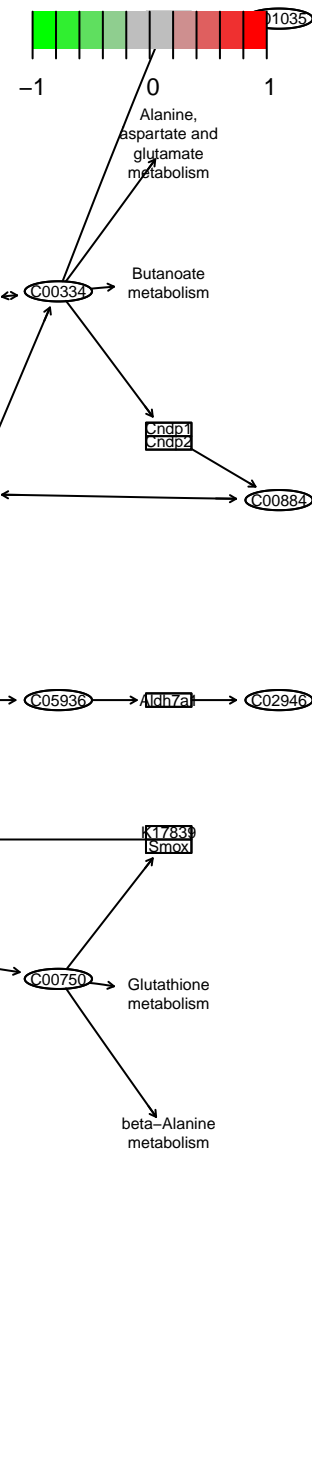 01035
−1
0
1
Alanine,
aspartate and
glutamate
metabolism
C00334
Butanoate
metabolism
Cndp1
Cndp2
C00884
C05936
Aldh7a1
C02946
K17839
Smox
C00750
Glutathione
metabolism
beta−Alanine
metabolism